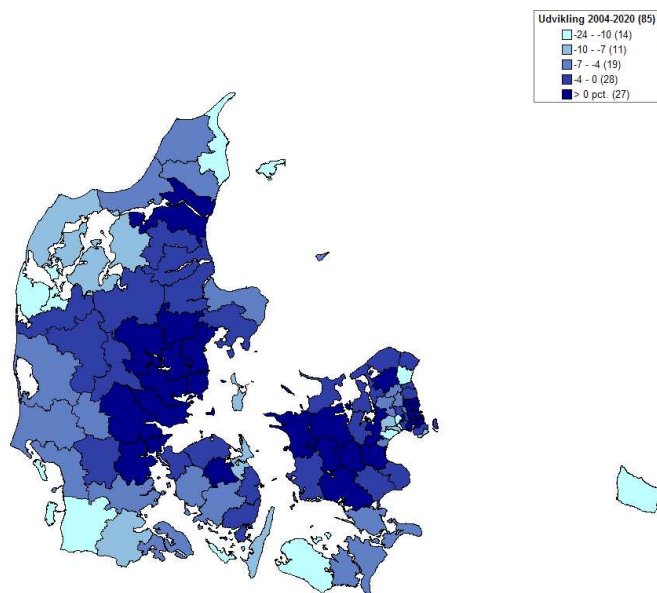 Udvikling 2004-2020 (85)
-24 - -10 (14)
-10 - -7 (11)
-7 - -4 (19)
-4 - 0 (28)
> 0 pct. (27)